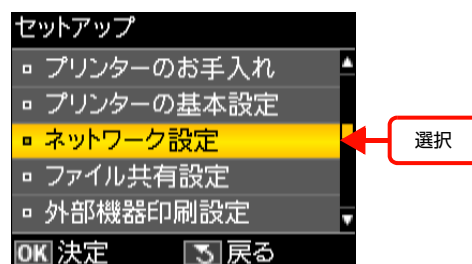 セットアップ
プリンターのお手入れ
プリンターの基本設定
ネットワーク設定
選択
ファイル共有設定
外部機器印刷設定
OK 決定 戻る